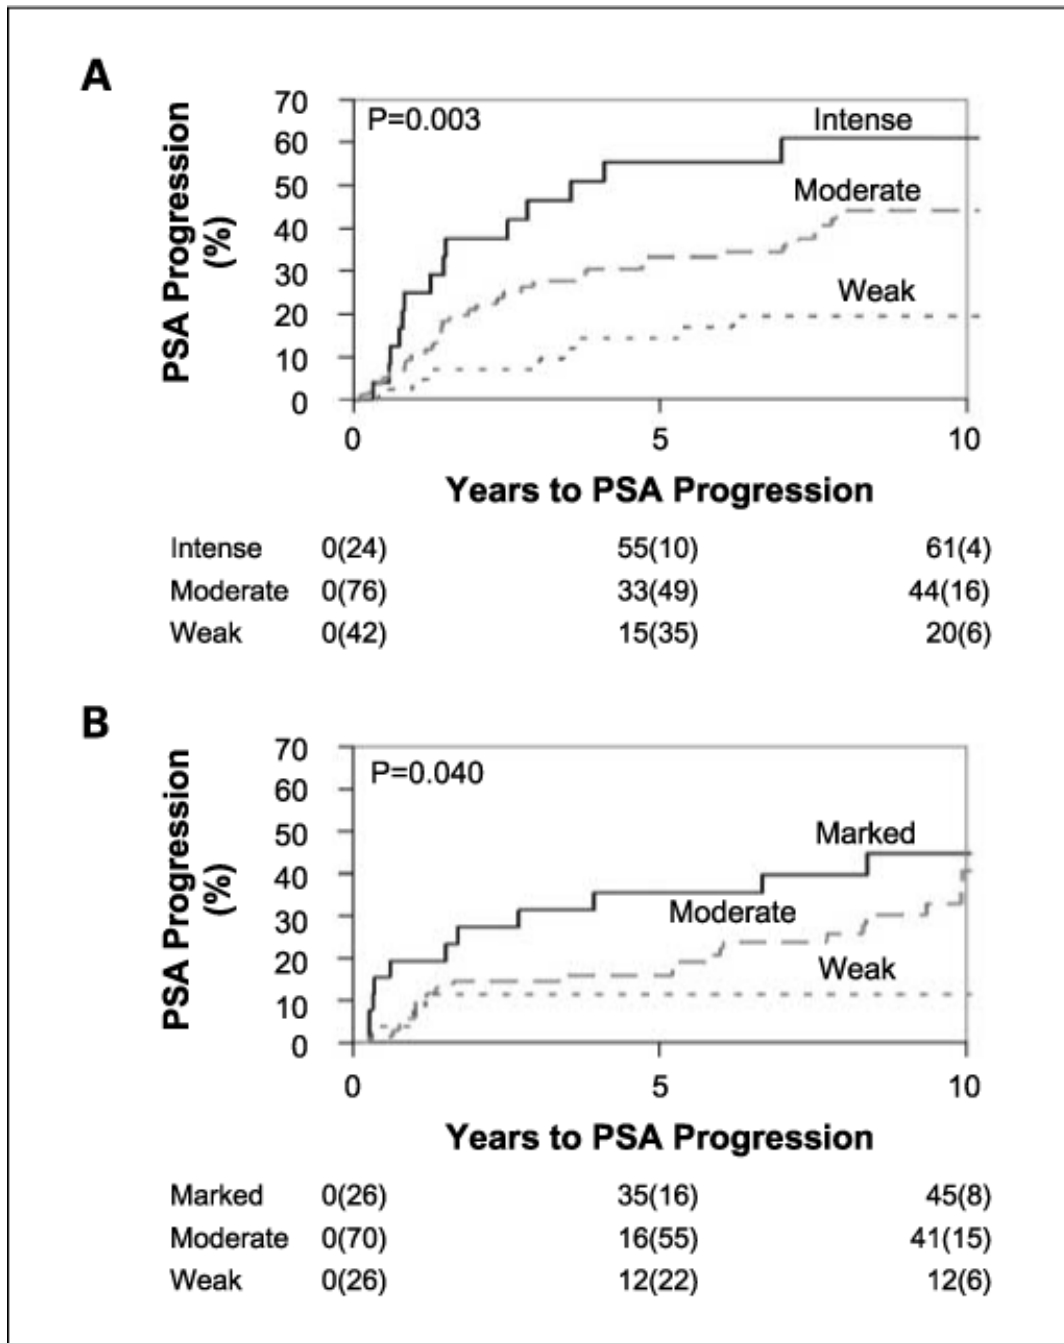 A
PSA Progression
(%)
70
60
50
40
30
20
10
0
P=0.003
Intense
Moderate
Weak
0 5 10
Years to PSA Progression
Intense 0(24) 55(10) 61(4)
Moderate 0(76) 33(49) 44(16)
Weak 0(42) 15(35) 20(6)
B
PSA Progression
(%)
70
60
50
40
30
20
10
0
P=0.040
Marked
Moderate
Weak
0 5 10
Years to PSA Progression
Marked 0(26) 35(16) 45(8)
Moderate 0(70) 16(55) 41(15)
Weak 0(26) 12(22) 12(6)